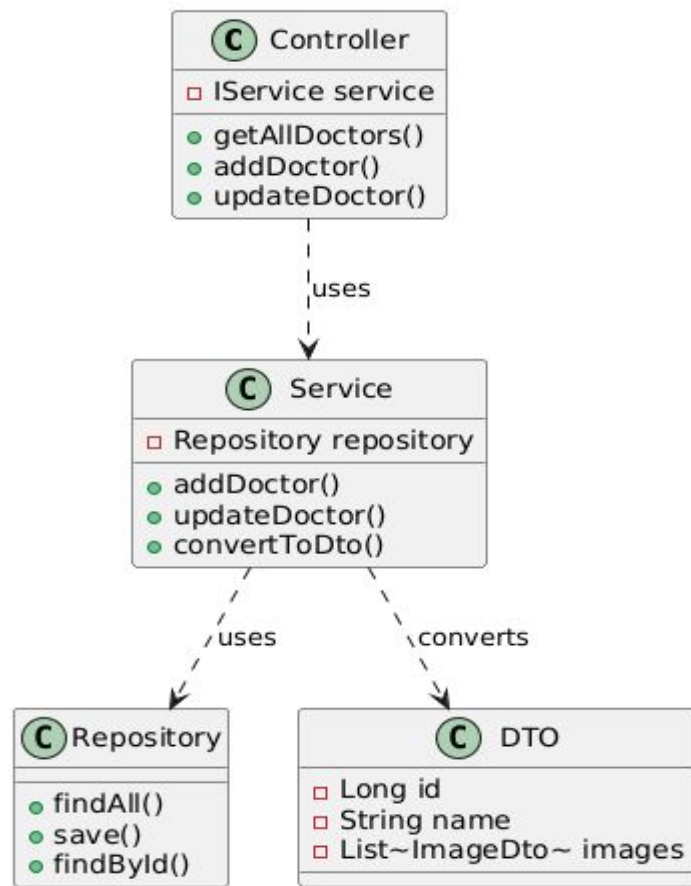 C Controller
IService service
getAllDoctors()
addDoctor()
updateDoctor()
uses
C Service
Repository repository
addDoctor()
updateDoctor()
convertToDto()
uses
converts
C Repository
findAll()
save()
findById()
C DTO
Long id
String name
List~ImageDto~ images